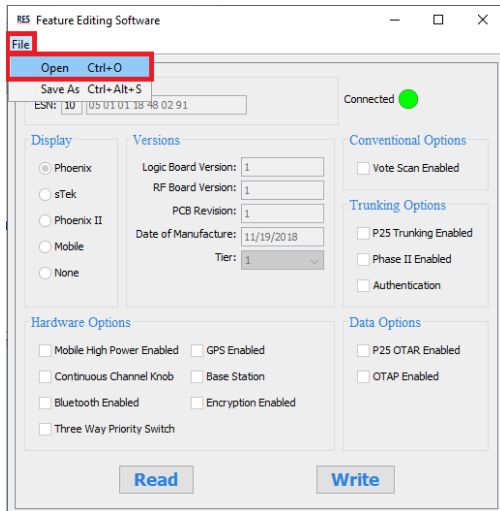 RES Feature Editing Software
File
Open Ctrl+O
Save As Ctrl+Alt+S
ESN: 10 05 01 01 18 48 02 91
Connected
Display
Phoenix
sTek
Phoenix II
Mobile
None
Versions
Logic Board Version: 1
RF Board Version: 1
PCB Revision: 1
Date of Manufacture: 11/19/2018
Tier: 1
Conventional Options
Vote Scan Enabled
Trunking Options
P25 Trunking Enabled
Phase II Enabled
Authentication
Hardware Options
Mobile High Power Enabled GPS Enabled
Continuous Channel Knob Base Station
Bluetooth Enabled Encryption Enabled
Three Way Priority Switch
Data Options
P25 OTAR Enabled
OTAP Enabled
Read Write